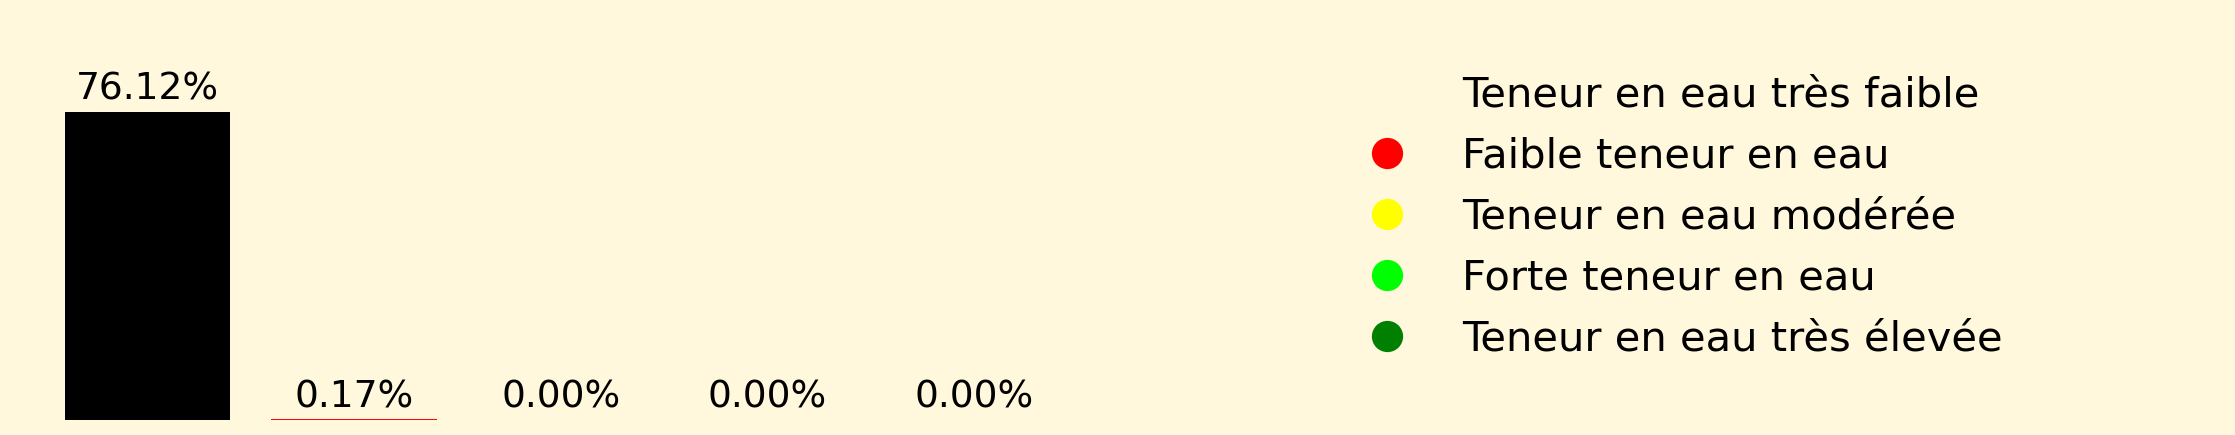 76.12%
0.17%
0.00%
0.00%
0.00%
Teneur en eau très faible
Faible teneur en eau
Teneur en eau modérée
Forte teneur en eau
Teneur en eau très élevée